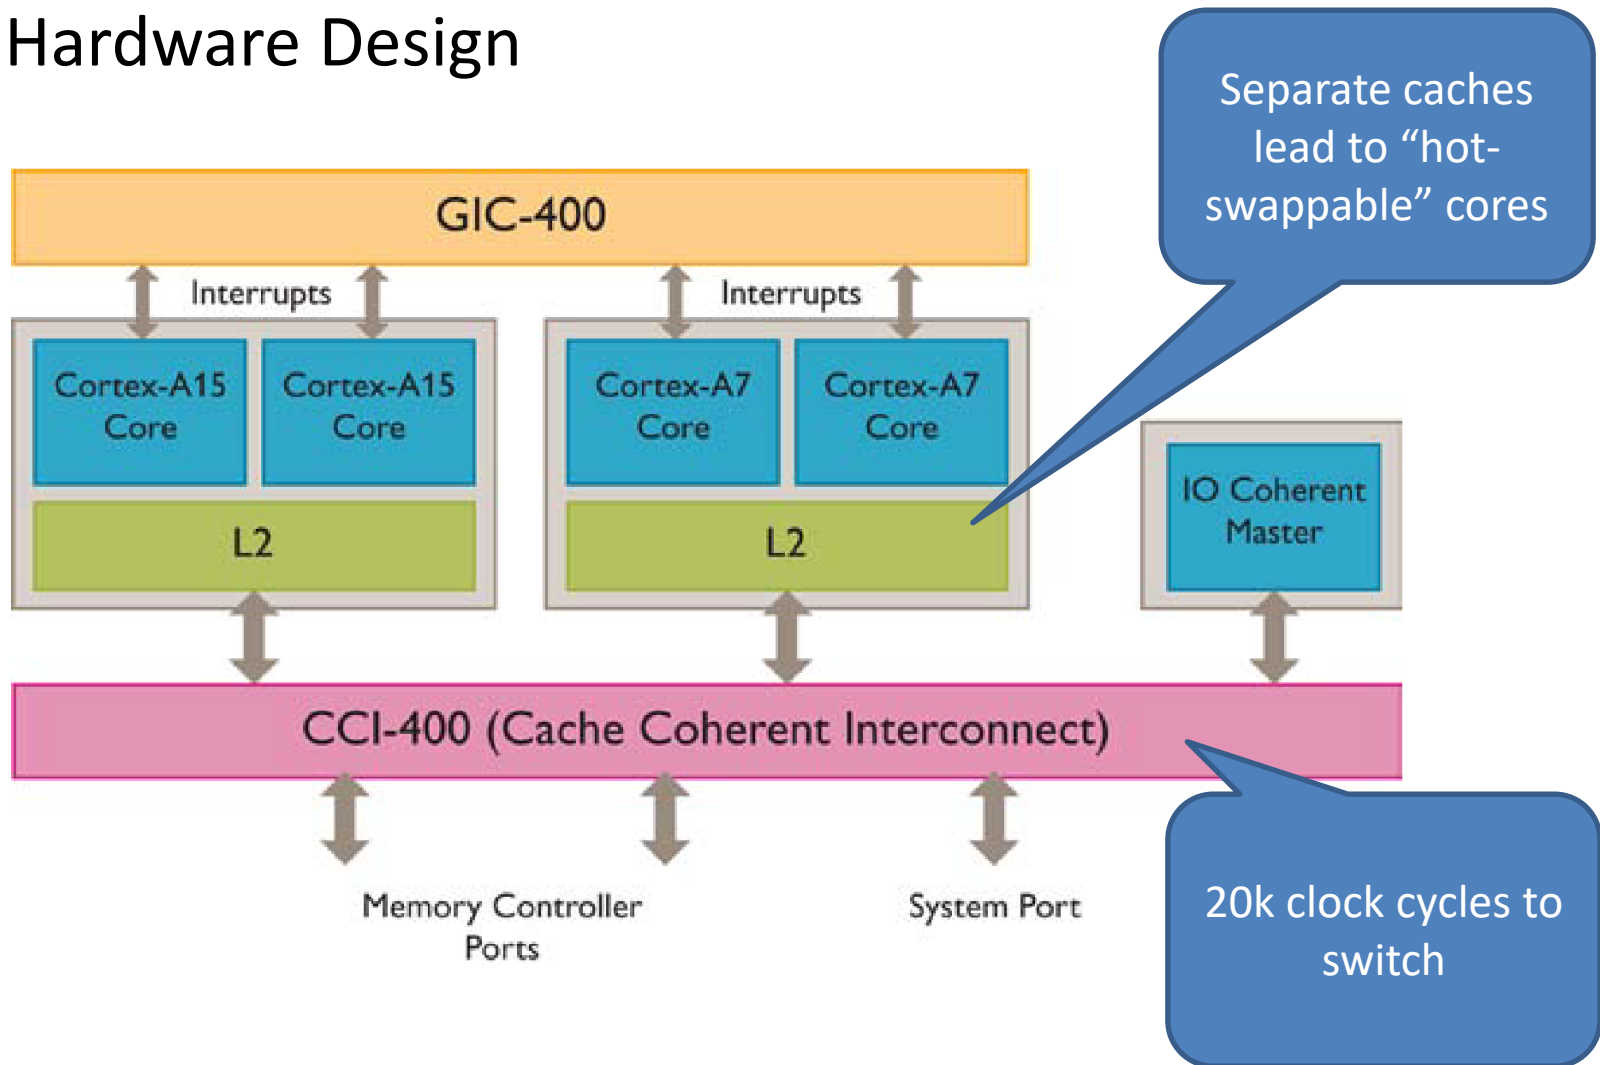 Hardware Design
Separate caches
lead to “hot-
swappable” cores
GIC-400
Interrupts
Interrupts
Cortex-A15
Core
Cortex-A15
Core
Cortex-A7
Core
Cortex-A7
Core
L2
L2
IO Coherent
Master
CCI-400 (Cache Coherent Interconnect)
Memory Controller
Ports
System Port
20k clock cycles to
switch